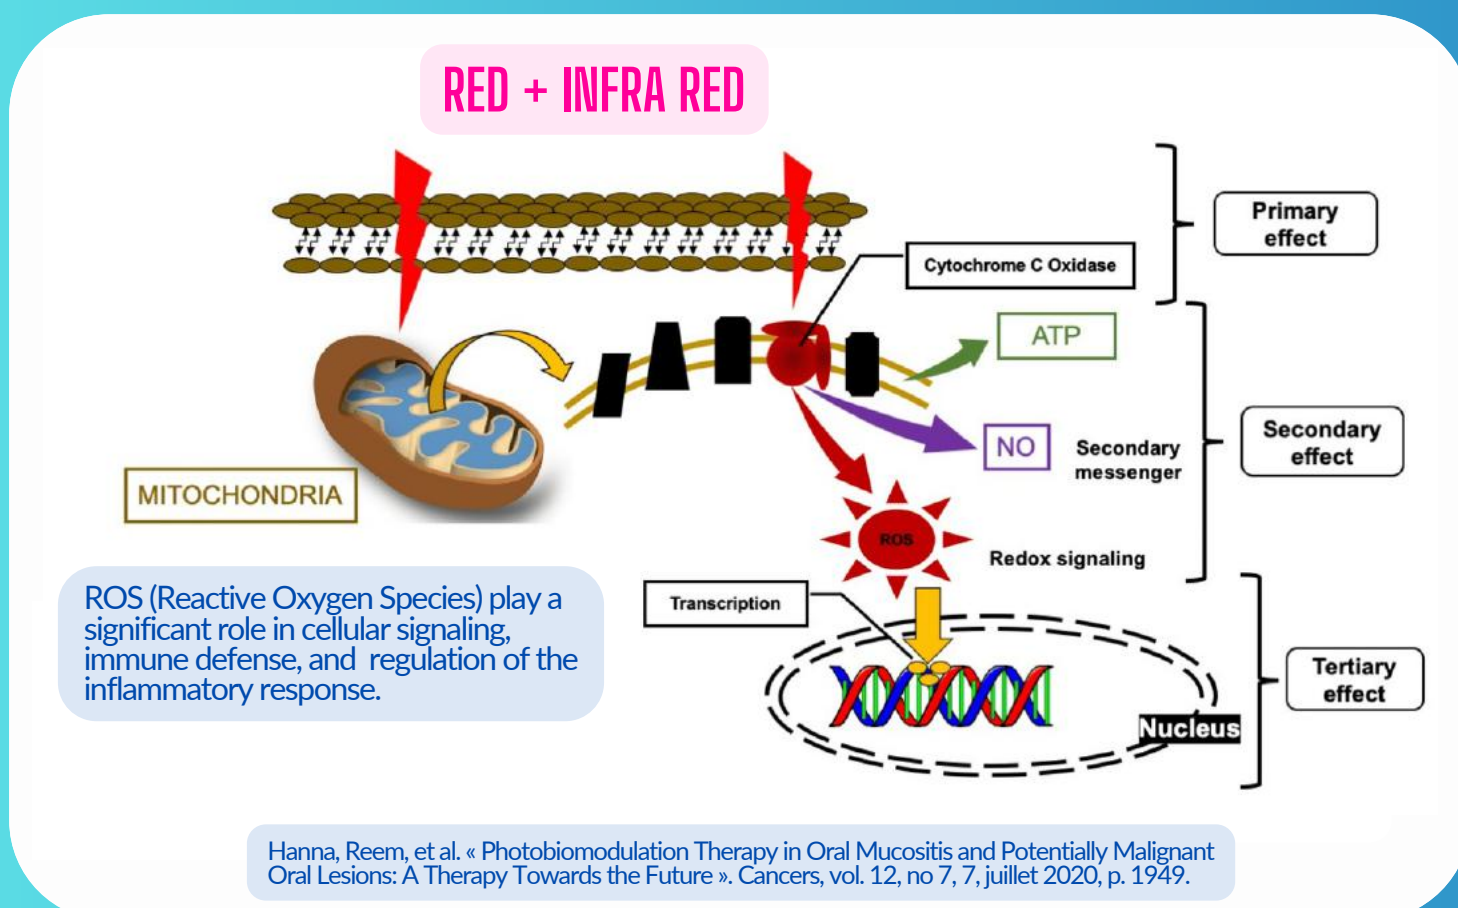 RED + INFRA RED
Primary
effect
Cytochrome C Oxidase
ATP
Secondary
effect
NO
Secondary
messenger
MITOCHONDRIA
ROS
Redox signaling
ROS (Reactive Oxygen Species) play a
significant role in cellular signaling,
immune defense, and  regulation of the
inflammatory response.
Transcription
Tertiary
effect
Nucleus
Hanna, Reem, et al. « Photobiomodulation Therapy in Oral Mucositis and Potentially Malignant
Oral Lesions: A Therapy Towards the Future ». Cancers, vol. 12, no 7, 7, juillet 2020, p. 1949.